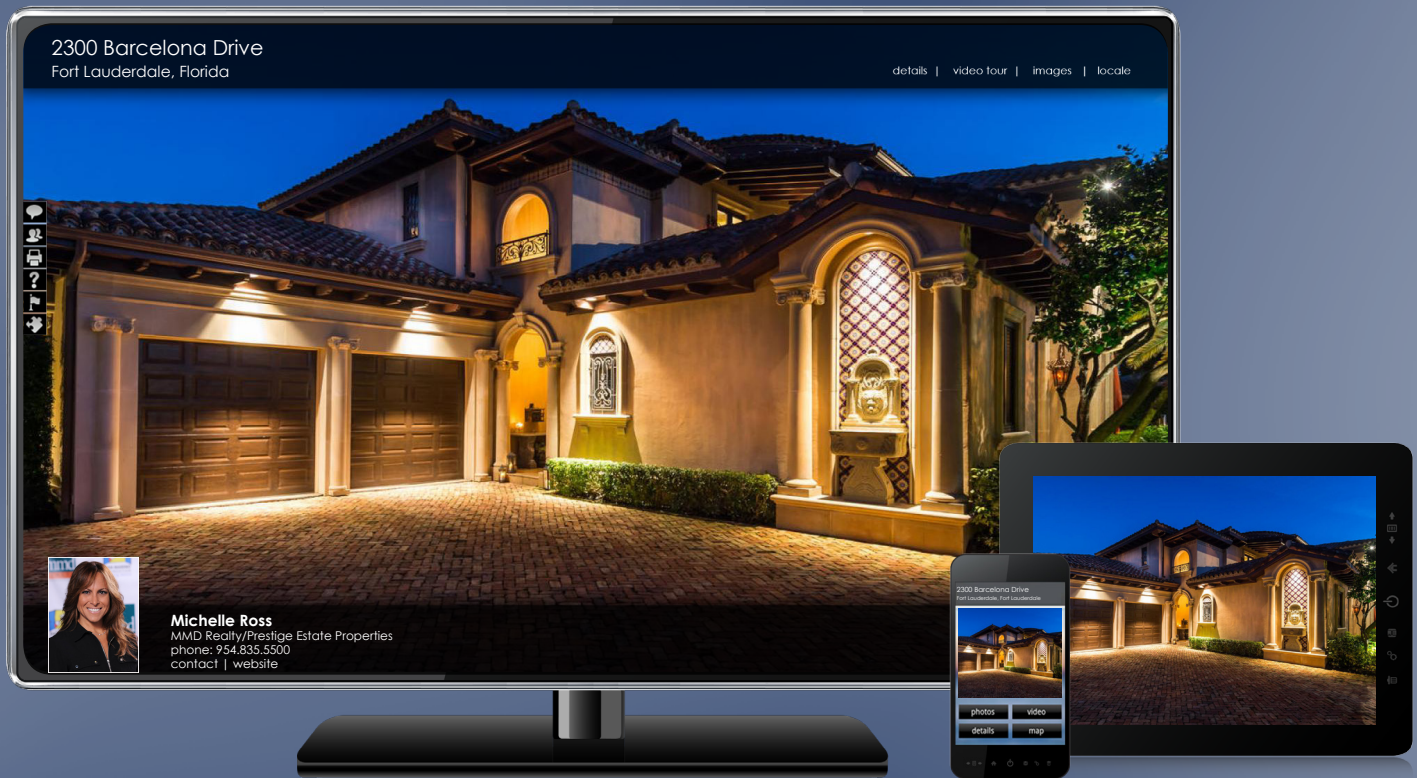 2300 Barcelona Drive
Fort Lauderdale, Florida
details | video tour | images | locale
Michelle Ross
MMD Realty/Prestige Estate Properties
phone: 954.835.5500
contact | website
2300 Barcelona Drive
Fort Lauderdale, Fort Lauderdale
photos
video
details
map